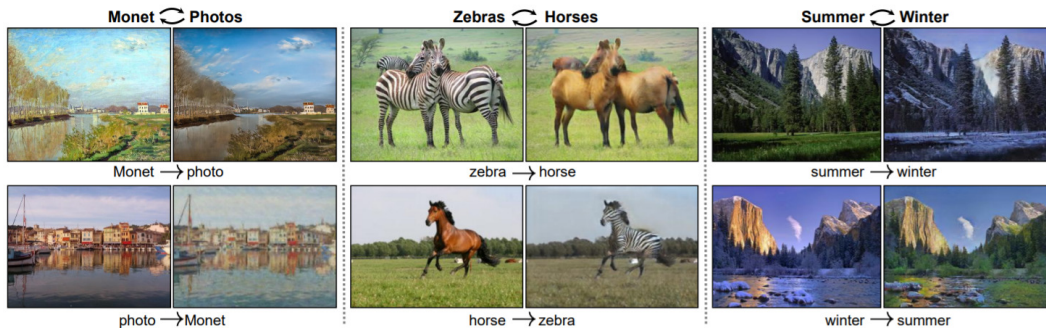 Monet Photos
Zebras Horses
Summer Winter
Monet → photo
zebra → horse
summer → winter
photo → Monet
horse → zebra
winter → summer